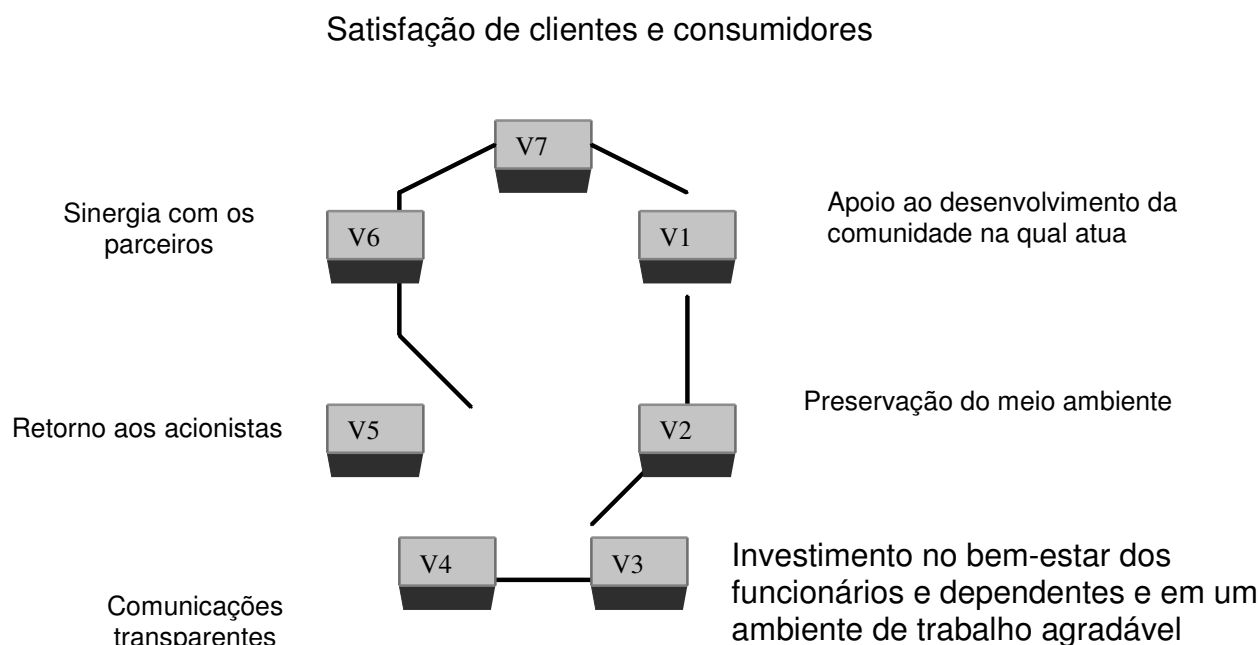 Satisfação de clientes e consumidores
V7
Sinergia com os
parceiros
V6
V1
Apoio ao desenvolvimento da
comunidade na qual atua
Retorno aos acionistas
V5
V2
Preservação do meio ambiente
V4
V3
Investimento no bem-estar dos
funcionários e dependentes e em um
ambiente de trabalho agradável
Comunicações
transparentes